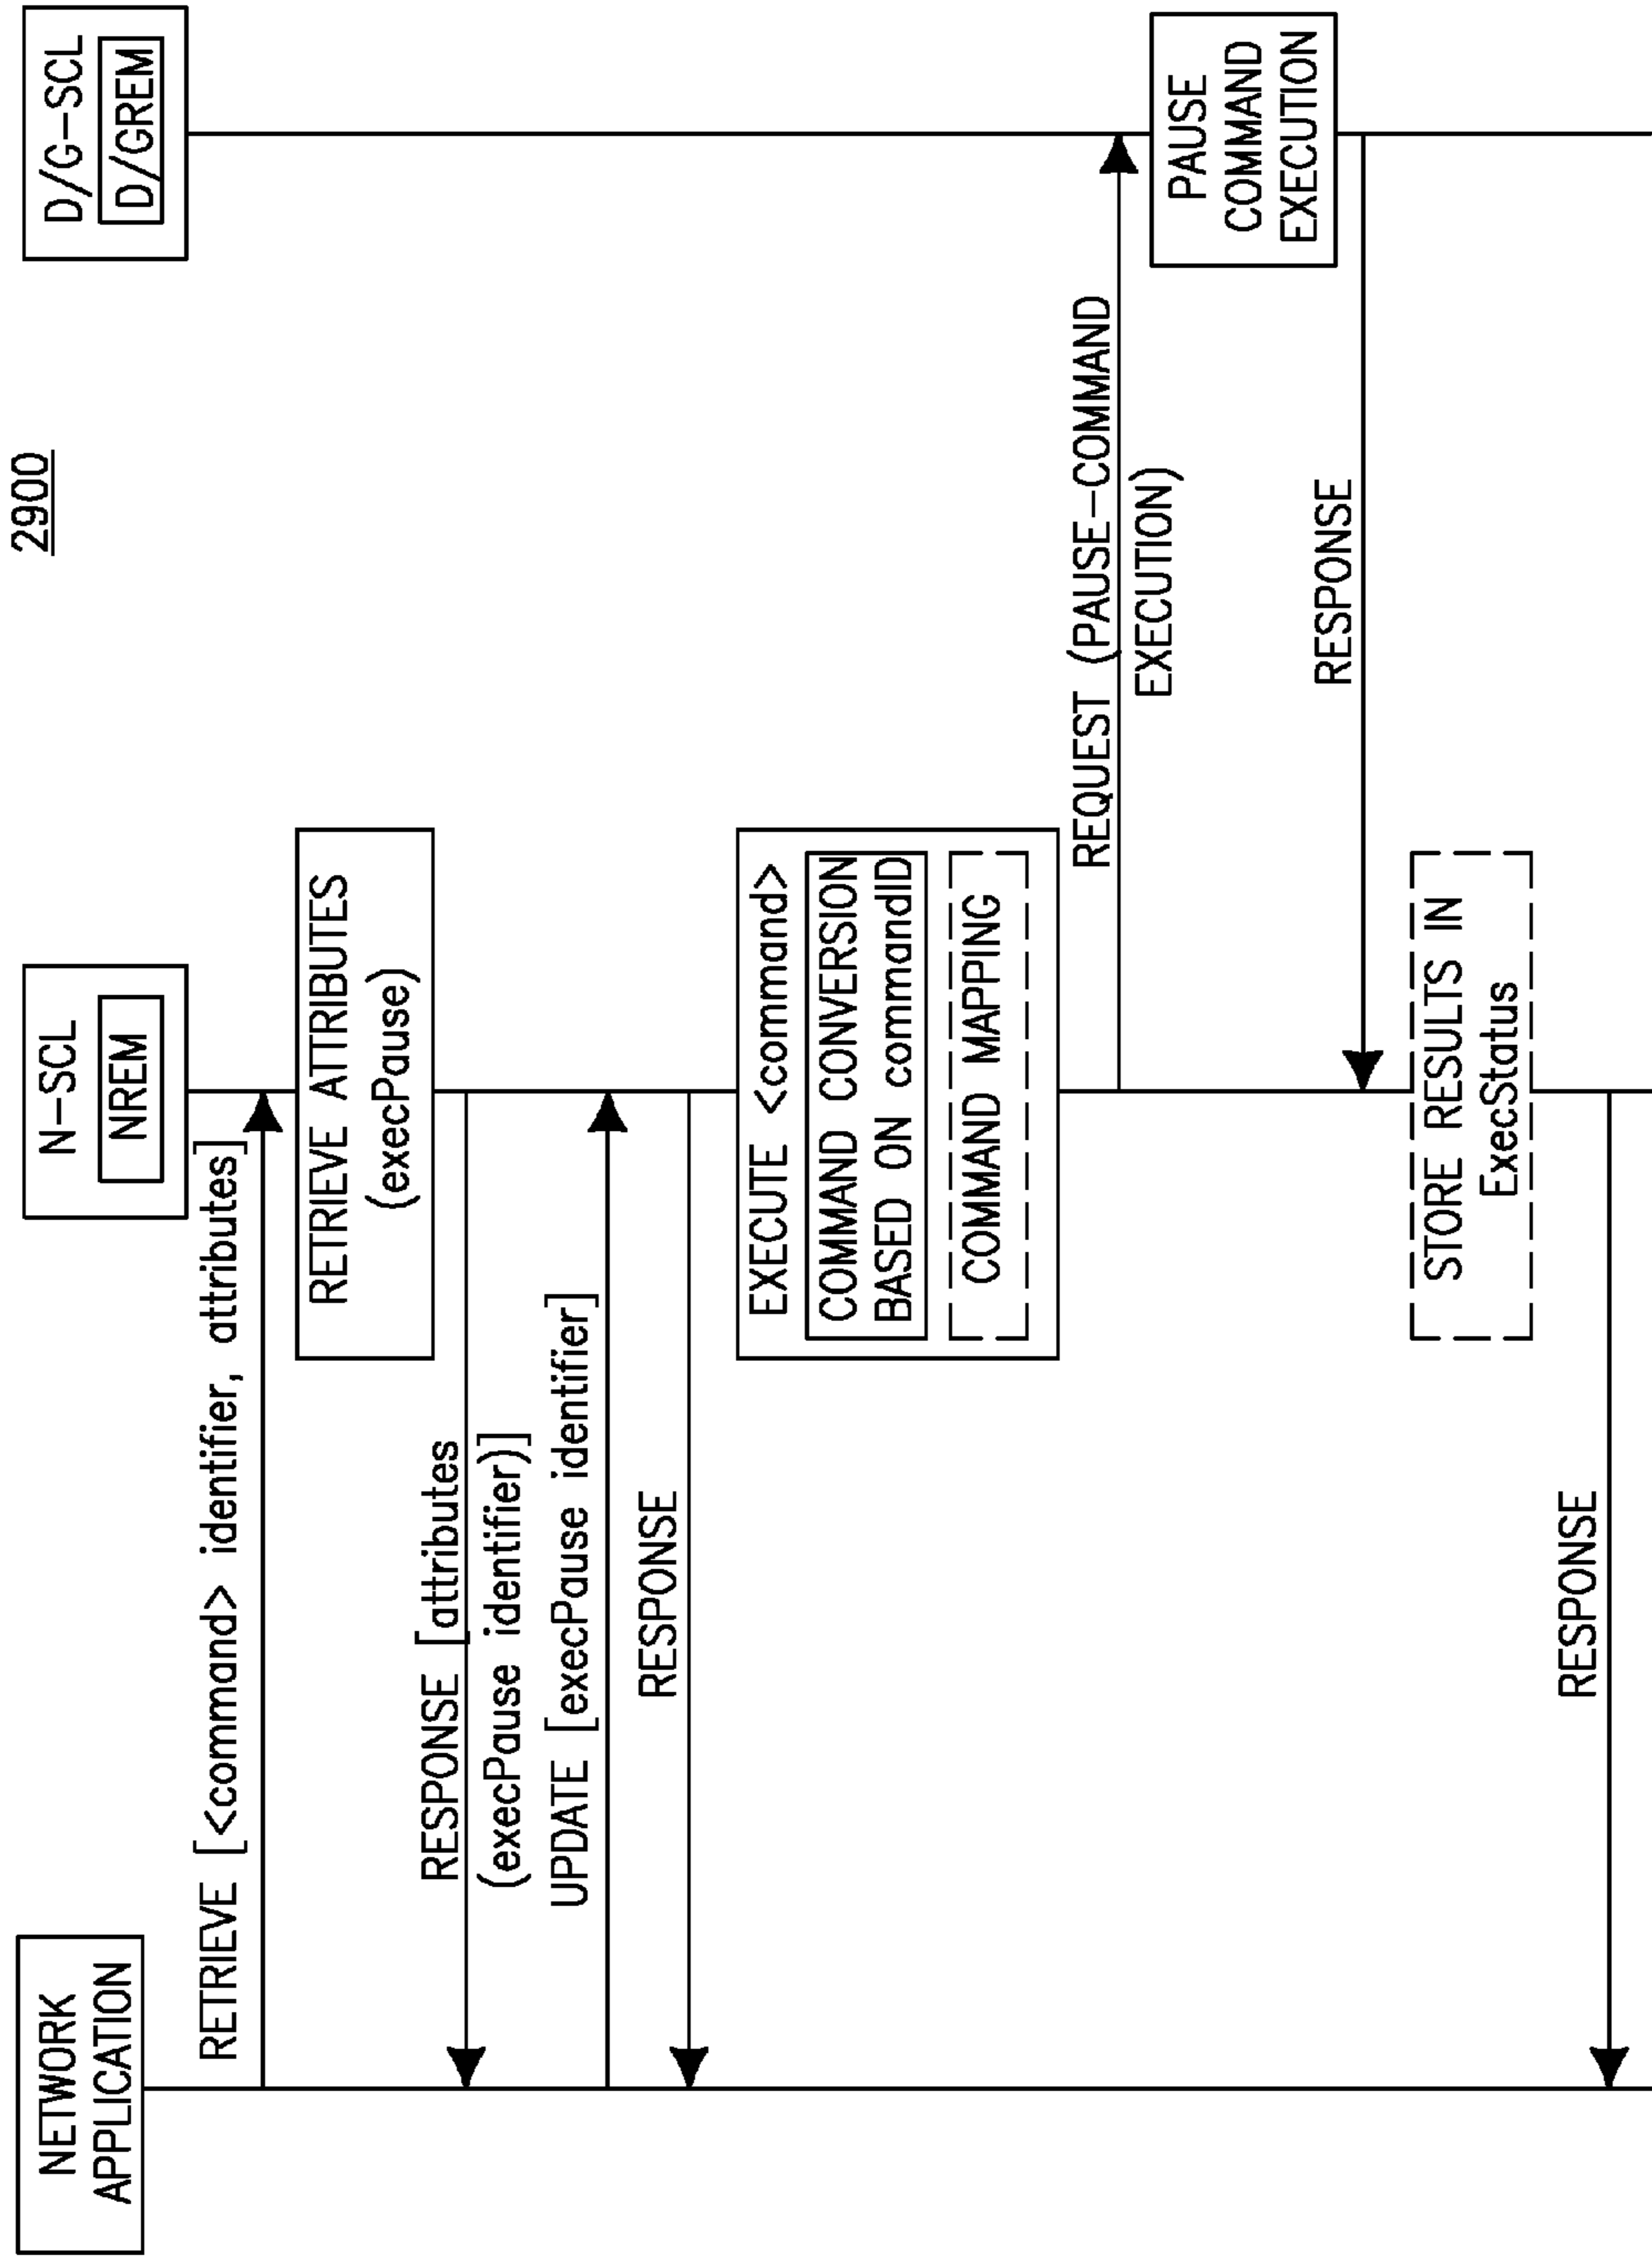 2900
NETWORK
APPLICATION
N-SCL
NREM
D/G-SCL
D/GREM
RETRIEVE [<command> identifier, attributes]
RETRIEVE ATTRIBUTES
(execPause)
RESPONSE [attributes
(execPause identifier)]
UPDATE [execPause identifier]
RESPONSE
EXECUTE <command>
COMMAND CONVERSION
BASED ON commandID
COMMAND MAPPING
REQUEST (PAUSE-COMMAND
EXECUTION)
PAUSE
COMMAND
EXECUTION
RESPONSE
STORE RESULTS IN
ExecStatus
RESPONSE